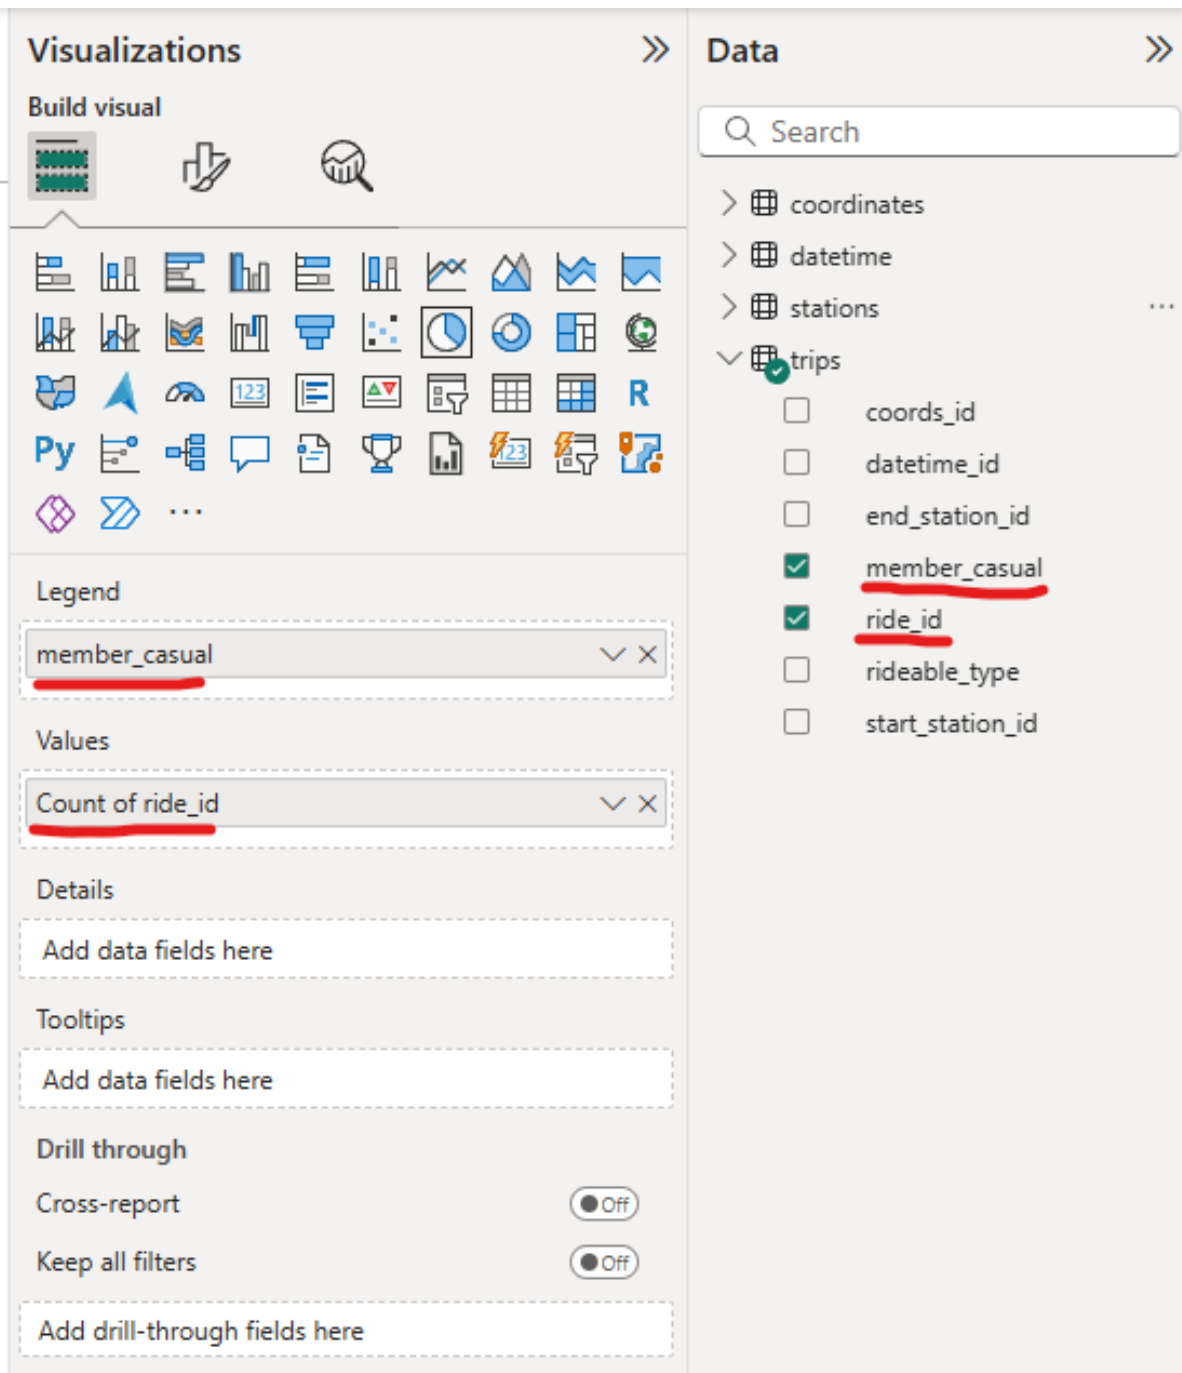 Visualizations
Build visual
123
R
Py
123
...
Legend
member_casual
Values
Count of ride_id
Details
Add data fields here
Tooltips
Add data fields here
Drill through
Cross-report
Off
Keep all filters
Off
Add drill-through fields here
Data
Search
coordinates
datetime
stations
...
trips
coords_id
datetime_id
end_station_id
member_casual
ride_id
rideable_type
start_station_id